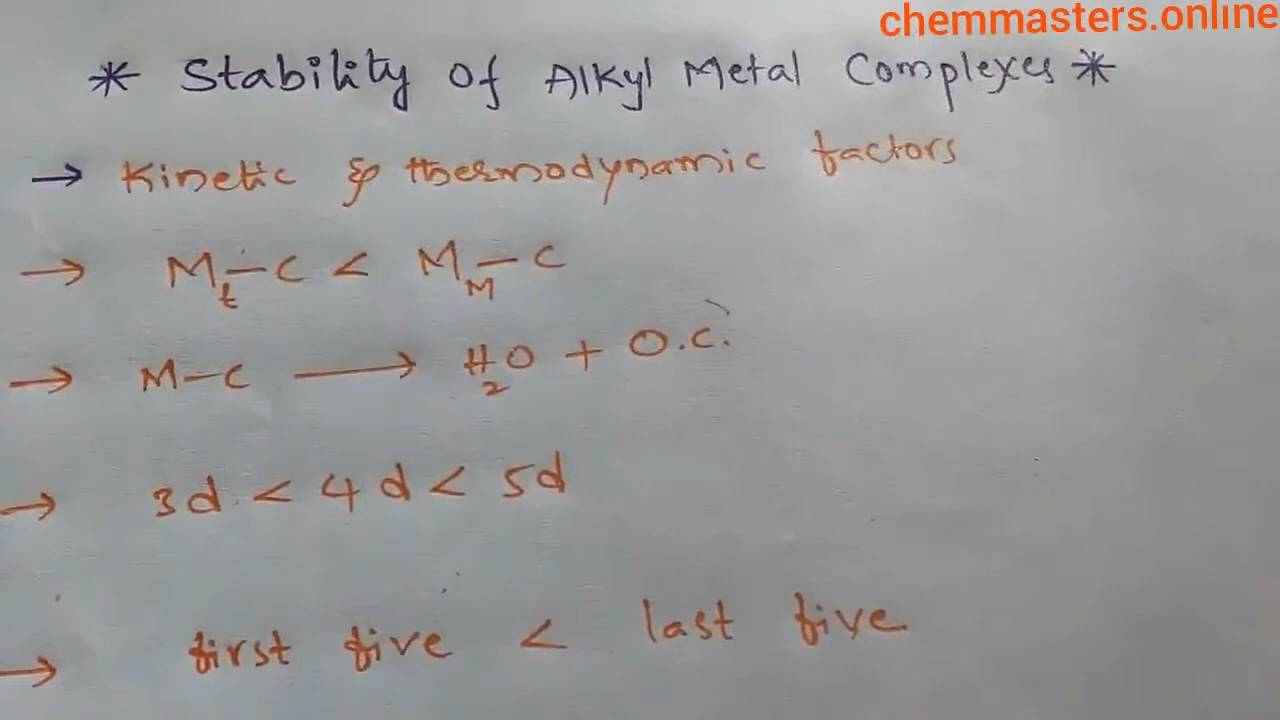 chemmasters.online
* Stability Of Alkyl Metal Complexes *
→ Kinetic & thermodynamic factors
→ Mt–C < MM–C
→ M–C ⟶ H2O + O.C.
→ 3d < 4d < 5d
→ first five < last five